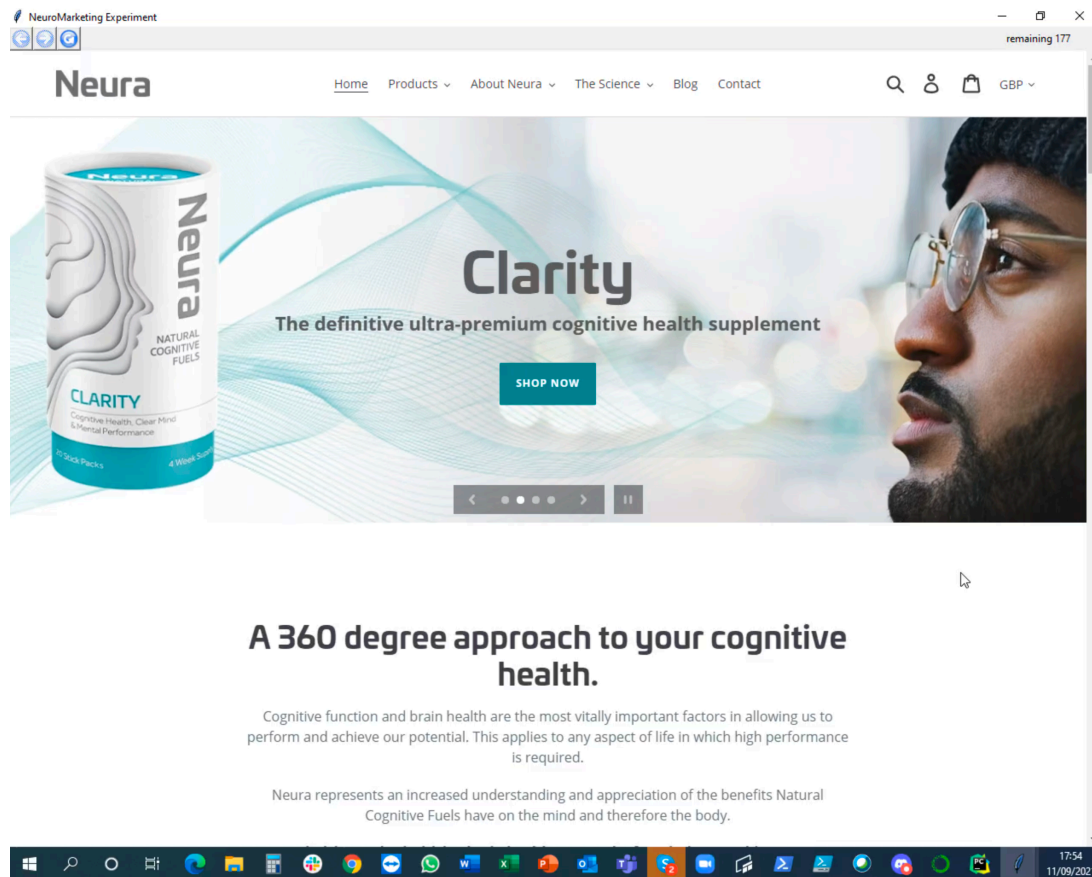 NeuroMarketing Experiment
remaining 177
Neura
Home Products About Neura The Science Blog Contact
GBP
Neura
Neura
NATURAL
COGNITIVE
FUELS
CLARITY
Cognitive Health, Clear Mind
& Mental Performance
Stick Packs
4 Week
Clarity
The definitive ultra-premium cognitive health supplement
SHOP NOW
A 360 degree approach to your cognitive
health.
Cognitive function and brain health are the most vitally important factors in allowing us to
perform and achieve our potential. This applies to any aspect of life in which high performance
is required.
Neura represents an increased understanding and appreciation of the benefits Natural
Cognitive Fuels have on the mind and therefore the body.
17:54
11/09/202